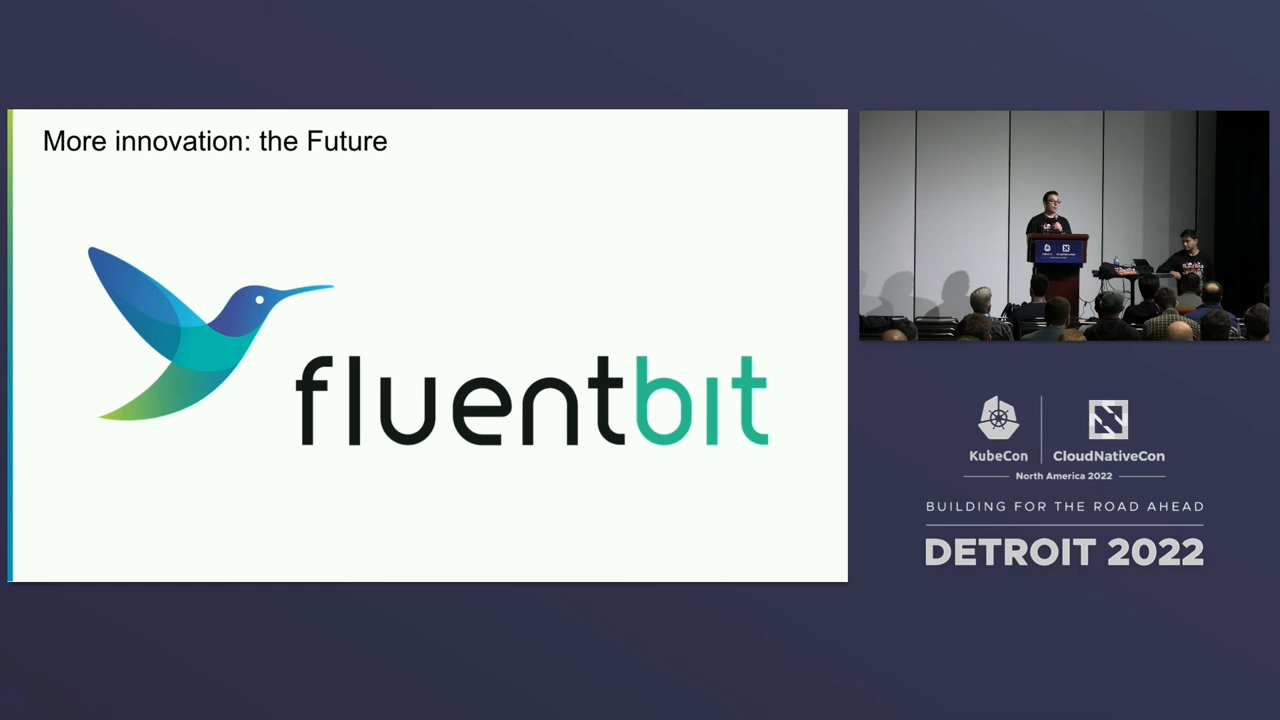 More innovation: the Future
fluentbit
KubeCon
CloudNativeCon
North America 2022
BUILDING FOR THE ROAD AHEAD
DETROIT 2022